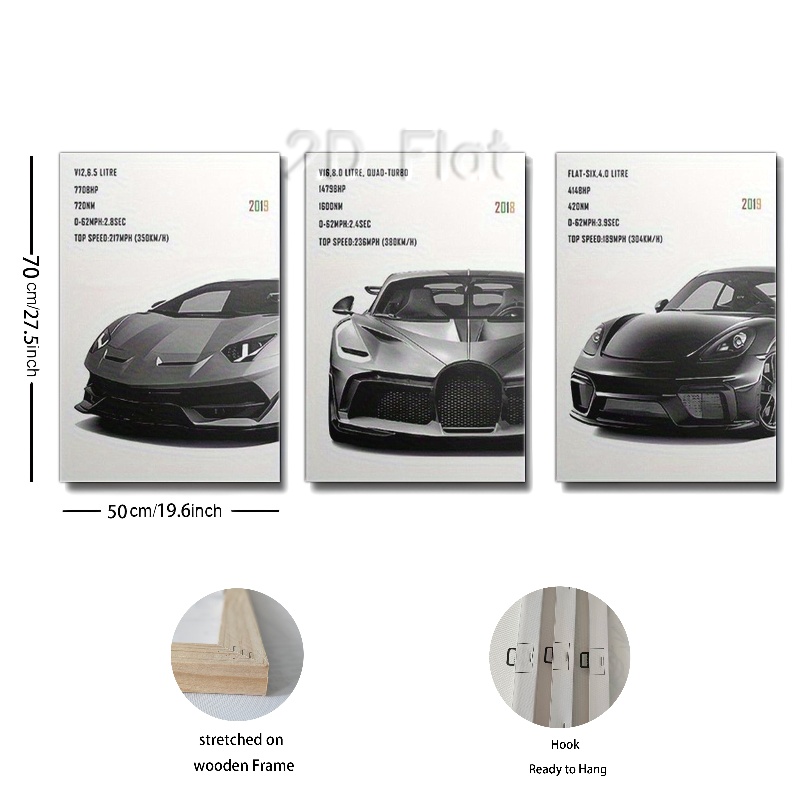 2D Flat
V12,6.5 LITRE
770BHP
720NM
0-62MPH:2.8SEC
TOP SPEED:217MPH (350KM/H)
2019
V16,8.0 LITRE, QUAD-TURBO
1479BHP
1600NM
0-62MPH:2.4SEC
TOP SPEED:236MPH (380KM/H)
2018
FLAT-SIX,4.0 LITRE
414BHP
420NM
0-62MPH:3.9SEC
TOP SPEED:189MPH (304KM/H)
2019
70cm/27.5inch
50cm/19.6inch
stretched on
wooden Frame
Hook
Ready to Hang